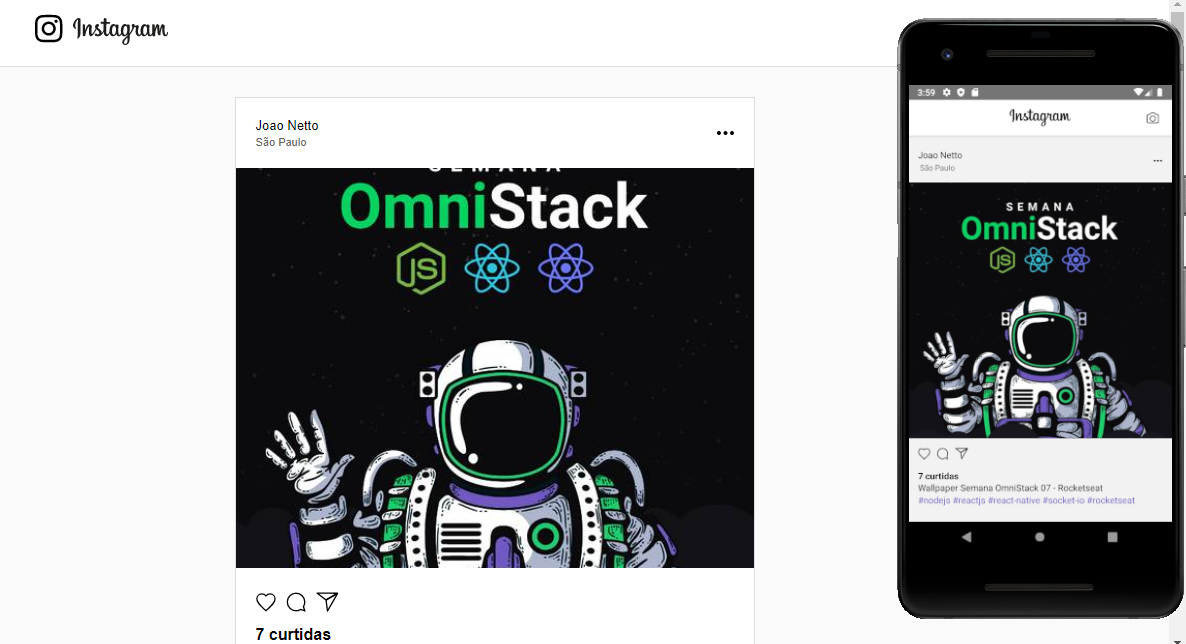 Instagram
Joao Netto
São Paulo
SEMANA
OmniStack
JS
7 curtidas
3:59
Instagram
Joao Netto
São Paulo
SEMANA
OmniStack
JS
7 curtidas
Wallpaper Semana OmniStack 07 - Rocketseat
#nodejs #reactjs #react-native #socket-io #rocketseat